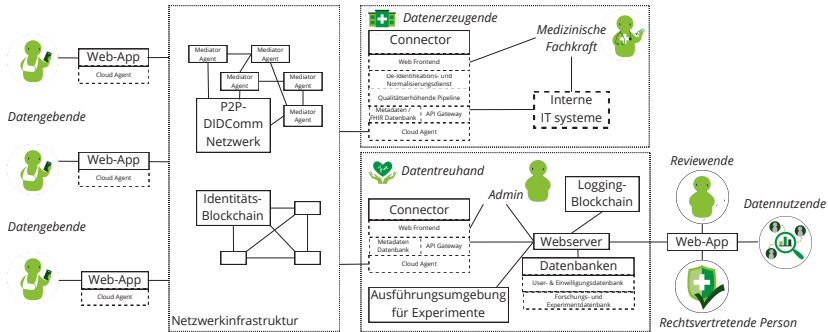 Web-App
Cloud Agent
Datengebende
Web-App
Cloud Agent
Datengebende
Web-App
Cloud Agent
Mediator
Agent
Mediator
Agent
Mediator
Agent
Mediator
Agent
Mediator
Agent
P2P-
DIDComm
Netzwerk
Identitäts-
Blockchain
Netzwerkinfrastruktur
Datenerzeugende
Connector
Web Frontend
De-Identifikations- und
Normalisierungsdienst
Qualitätserhöhende Pipeline
Metadaten /
FHIR Datenbank
API Gateway
Cloud Agent
Medizinische
Fachkraft
Interne
IT systeme
Datentreuhand
Connector
Web Frontend
Metadaten
Datenbank
API Gateway
Cloud Agent
Admin
Logging-
Blockchain
Webserver
Datenbanken
User- & Einwilligungsdatenbank
Forschungs- und
Experimentdatenbank
Ausführungsumgebung
für Experimente
Reviewende
Web-App
Datennutzende
Rechtsvertretende Person